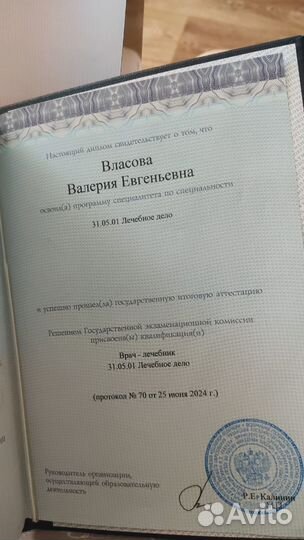 Настоящий диплом свидетельствует о том, что
Власова
Валерия Евгеньевна
освоил(а) программу специалитета по специальности
31.05.01 Лечебное дело
и успешно прошел(ла) государственную итоговую аттестацию
Решением Государственной экзаменационной комиссии
присвоен(ы) квалификация(и)
Врач - лечебник
31.05.01 Лечебное дело
(протокол № 70 от 25 июня 2024 г.)
Руководитель организации,
осуществляющей образовательную
деятельность
Р.Е. Калинин
Avito